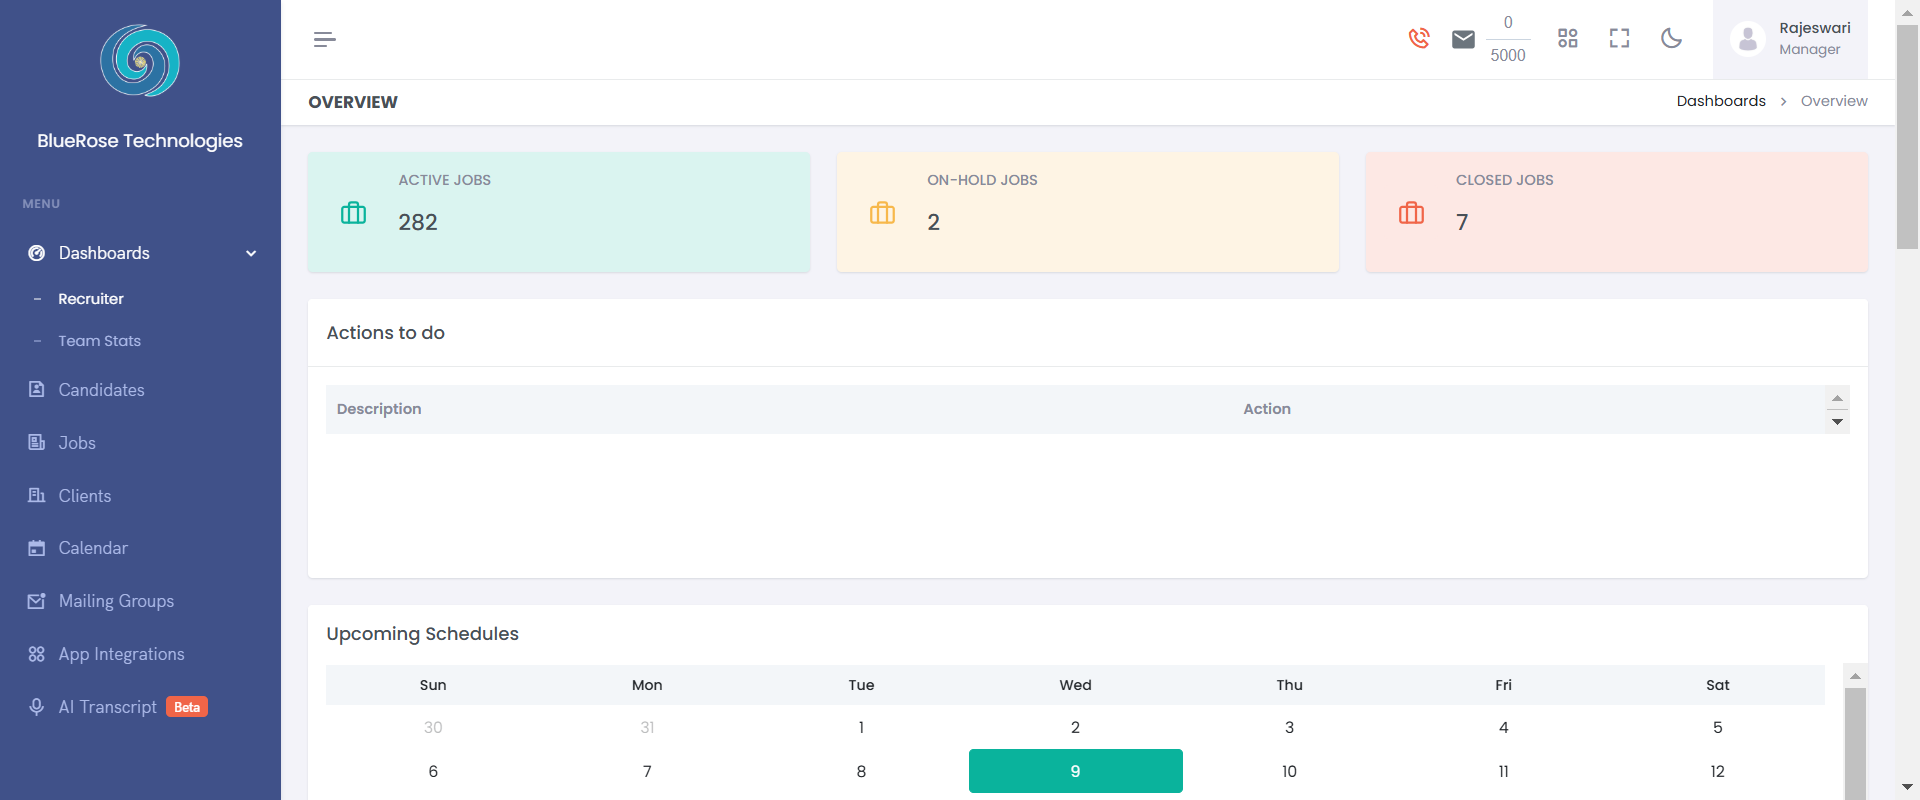 BlueRose Technologies
MENU
Dashboards
Recruiter
Team Stats
Candidates
Jobs
Clients
Calendar
Mailing Groups
App Integrations
AI Transcript Beta
0
5000
Rajeswari
Manager
OVERVIEW
Dashboards > Overview
ACTIVE JOBS
282
ON-HOLD JOBS
2
CLOSED JOBS
7
Actions to do
Description Action
Upcoming Schedules
Sun Mon Tue Wed Thu Fri Sat
30 31 1 2 3 4 5
6 7 8 9 10 11 12